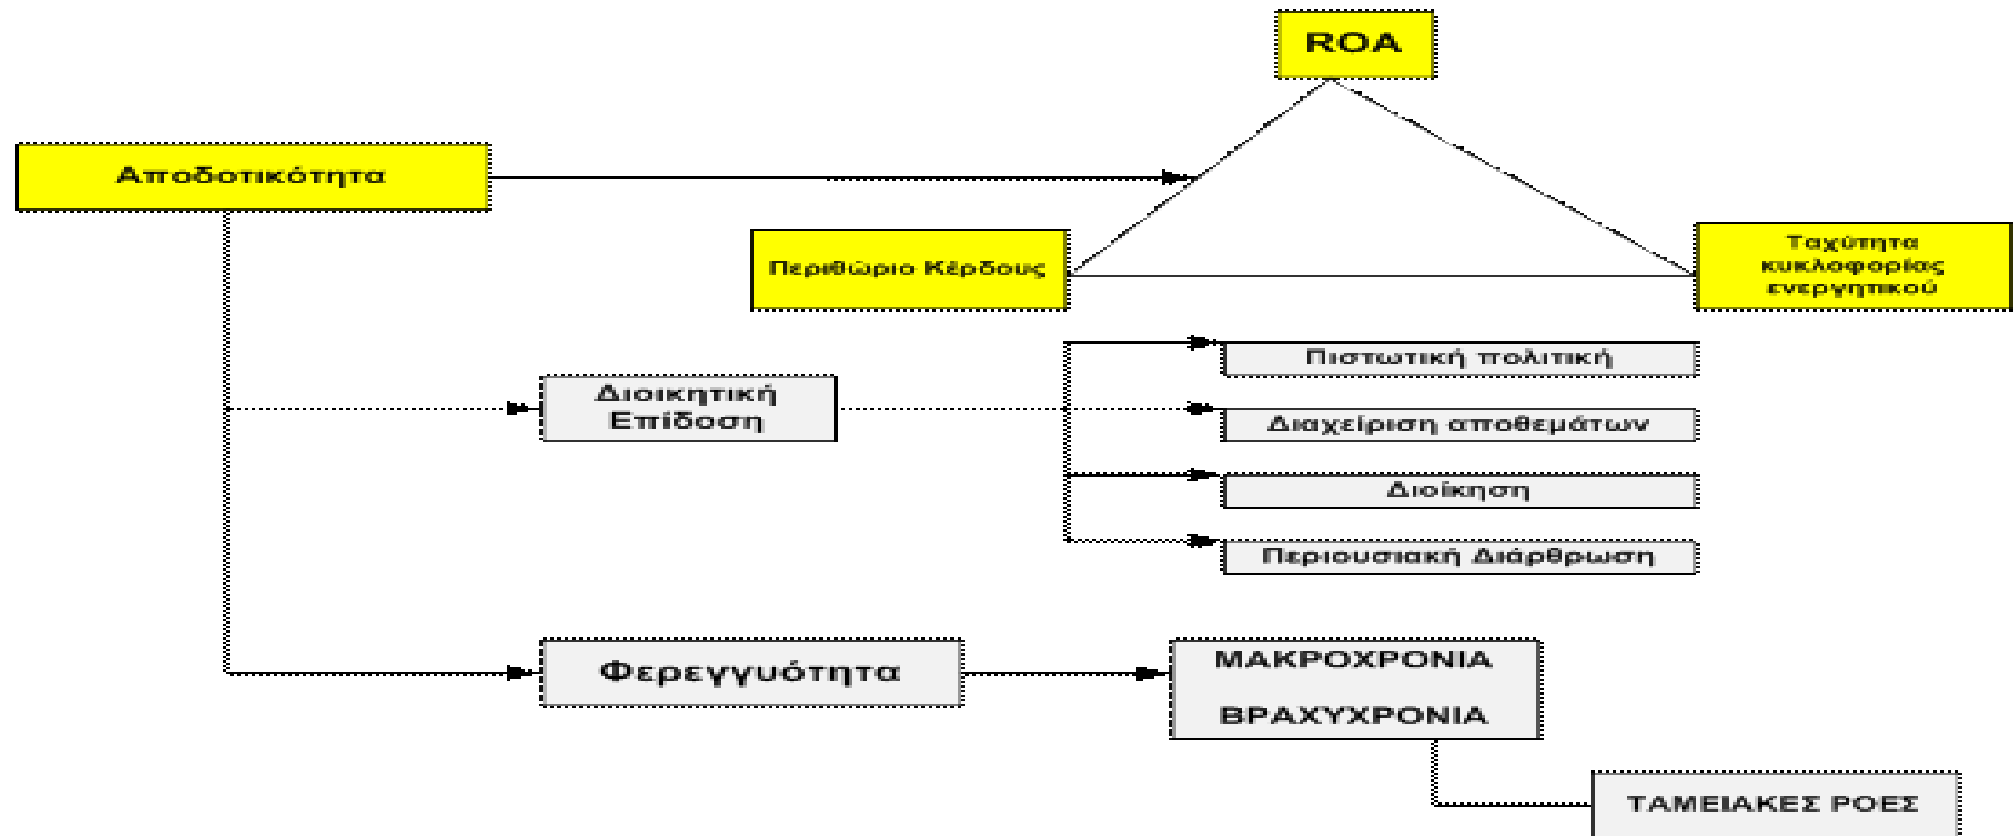 ROA
Αποδοτικότητα
Περιθώριο Κέρδους
Ταχύτητα
κυκλοφορίας
ενεργητικού
Πιστωτική πολιτική
Διοικητική
Επίδοση
Διαχείριση αποθεμάτων
Διοίκηση
Περιουσιακή Διάρθρωση
Φερεγγυότητα
ΜΑΚΡΟΧΡΟΝΙΑ
ΒΡΑΧΥΧΡΟΝΙΑ
ΤΑΜΕΙΑΚΕΣ ΡΟΕΣ